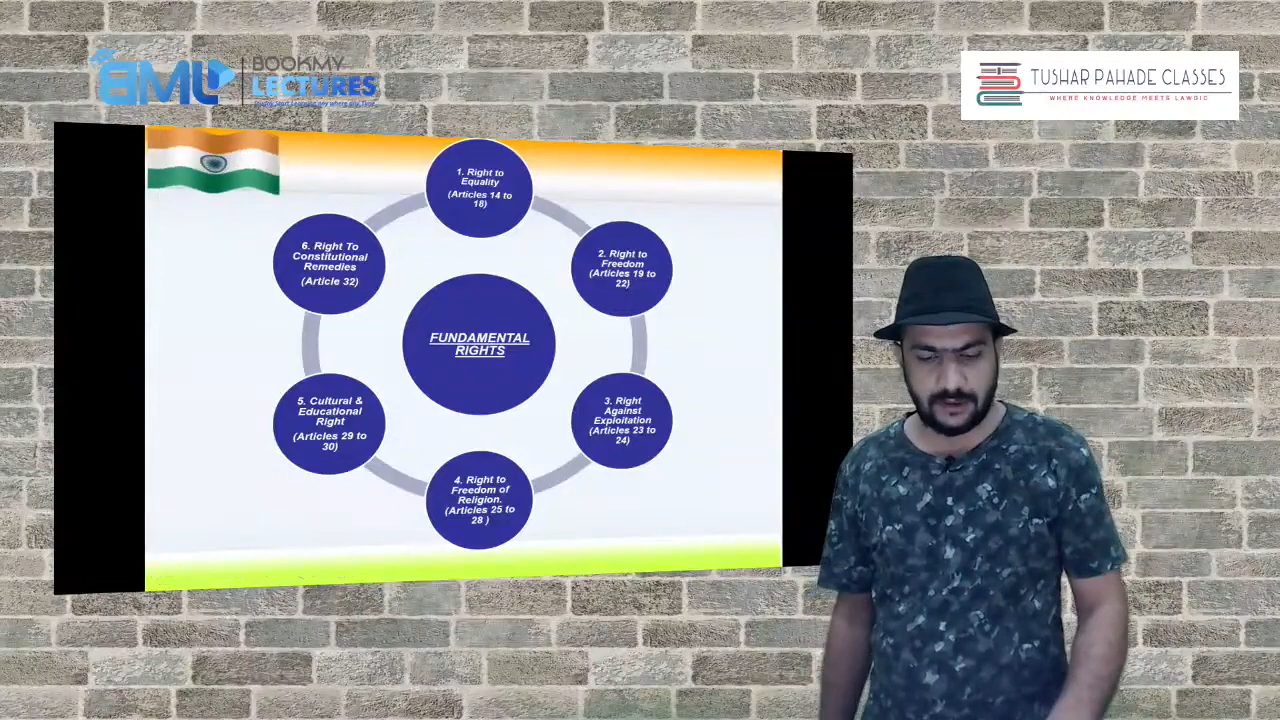 BOOKMY
LECTURES
TUSHAR PAHADE CLASSES
WHERE KNOWLEDGE MEETS LAWGIC
1. Right to
Equality
(Articles 14 to
18)
2. Right to
Freedom
(Articles 19 to
22)
3. Right
Against
Exploitation
(Articles 23 to
24)
4. Right to
Freedom of
Religion.
(Articles 25 to
28 )
5. Cultural &
Educational
Right
(Articles 29 to
30)
6. Right To
Constitutional
Remedies
(Article 32)
FUNDAMENTAL
RIGHTS